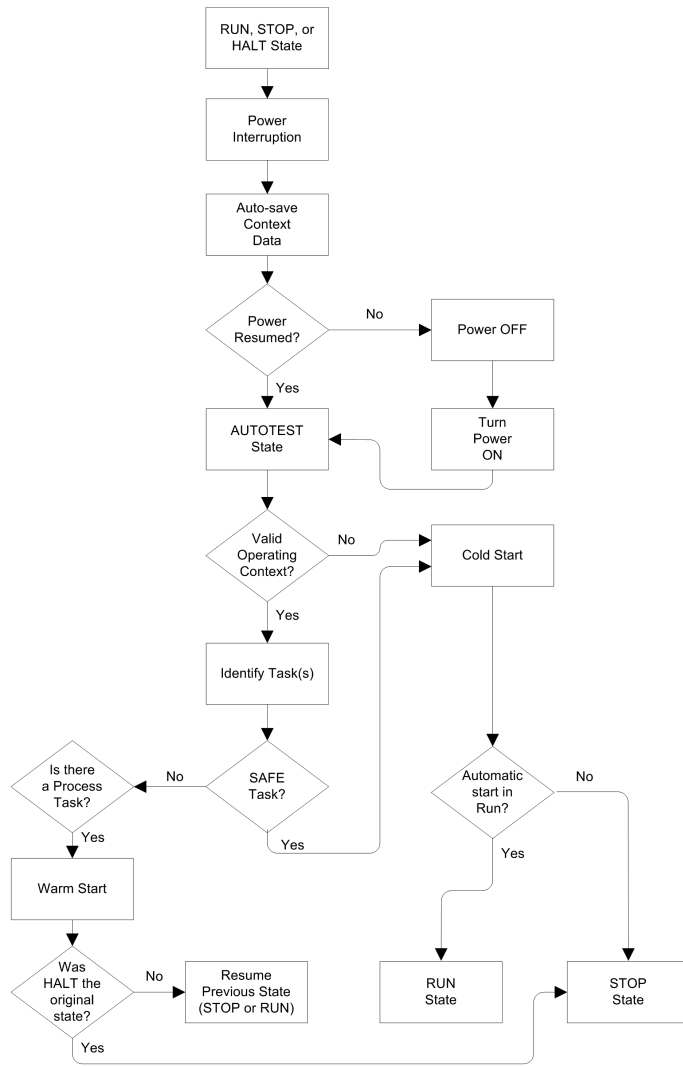 RUN, STOP, or
HALT State
Power
Interruption
Auto-save
Context
Data
Power
Resumed?
No
Power OFF
Yes
AUTOTEST
State
Turn
Power
ON
Valid
Operating
Context?
No
Cold Start
Yes
Identify Task(s)
Is there
a Process
Task?
No
SAFE
Task?
Automatic
start in
Run?
No
Yes
Yes
Yes
Warm Start
Was
HALT the
original
state?
No
Resume
Previous State
(STOP or RUN)
RUN
State
STOP
State
Yes